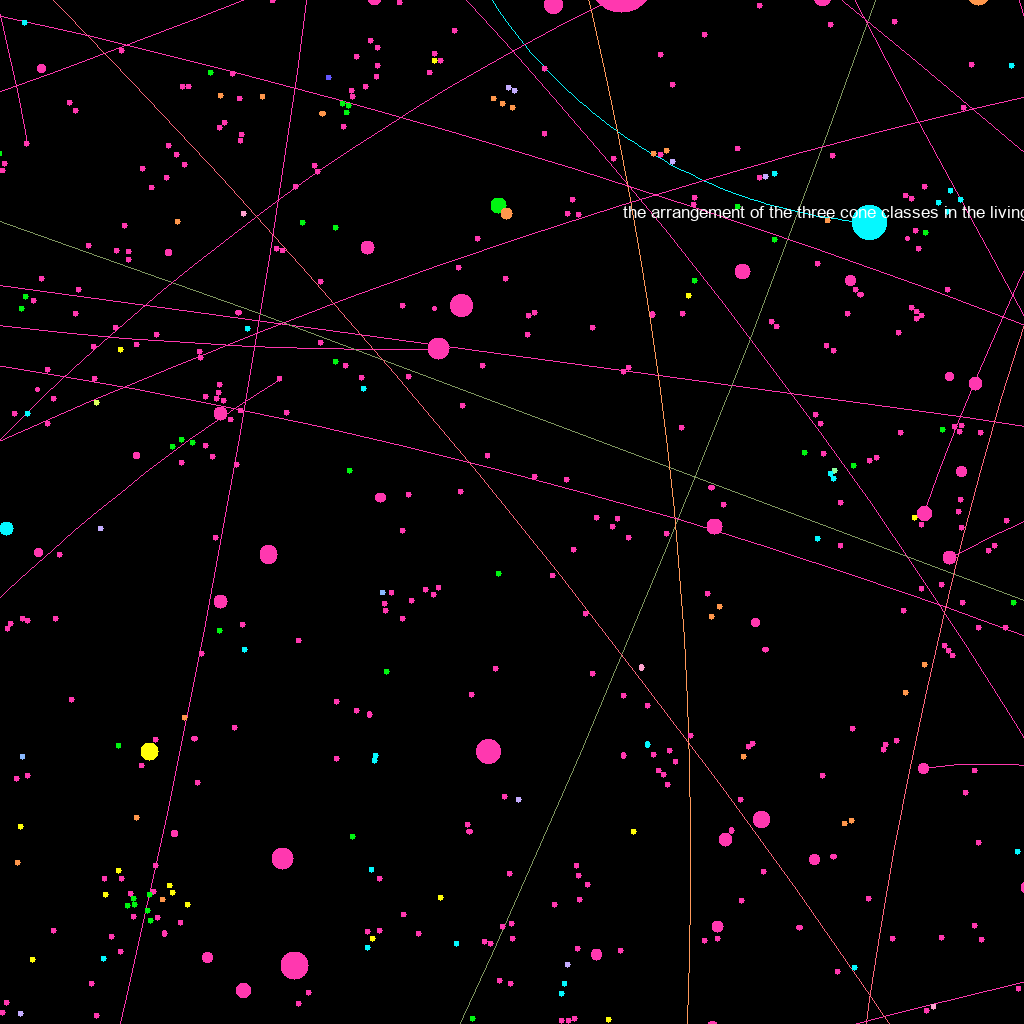 the arrangement of the three cone classes in the living